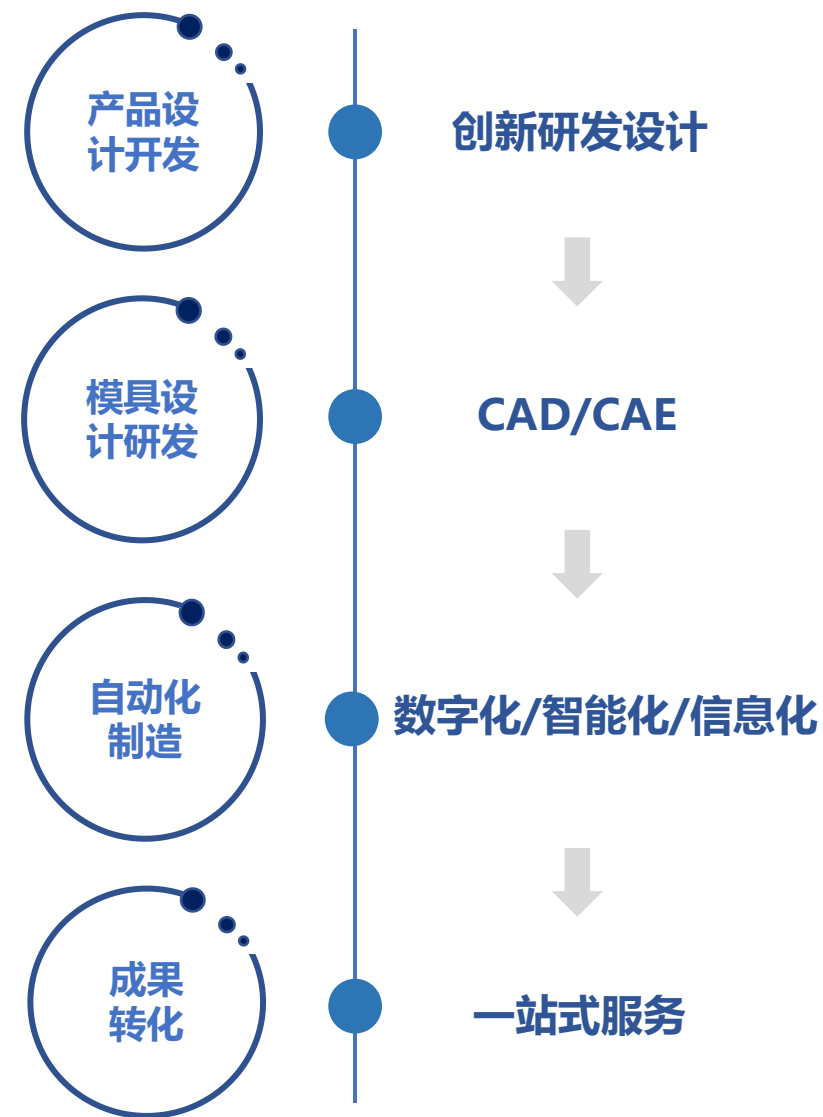 产品设
计开发
创新研发设计
模具设
计研发
CAD/CAE
自动化
制造
数字化/智能化/信息化
成果
转化
一站式服务